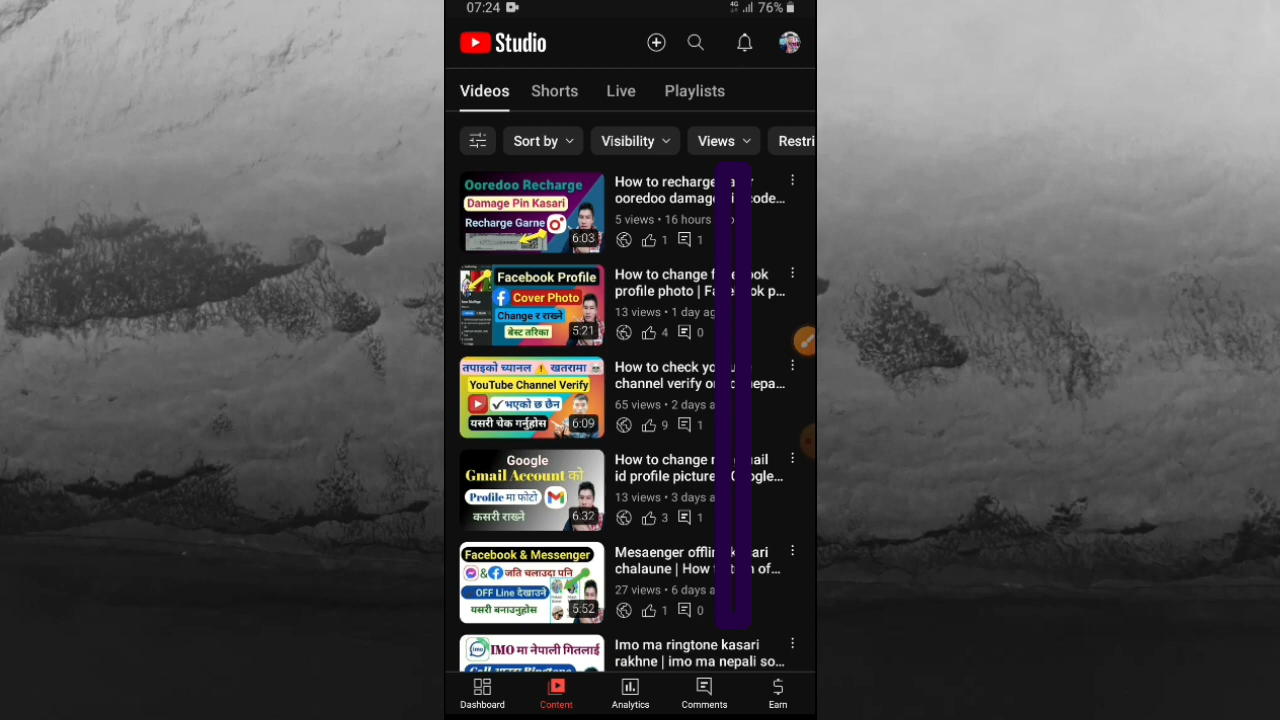 07:24
4G 76%
Studio
Videos Shorts Live Playlists
Sort by Visibility Views Restri
Ooredoo Recharge
Damage Pin Kasari
Recharge Garne
6:03
How to recharge
ooredoo damage code...
5 views • 16 hours
1 1
Facebook Profile
Cover Photo
Change र राख्ने
बेस्ट तरिका
5:21
How to change
profile photo | p...
13 views • 1 day ag
4 0
तपाइको च्यानल खतरामा
YouTube Channel Verify
भएको छ छैन
यसरी चेक गर्नुहोस
6:09
How to check
channel verify
65 views • 2 days a
9 1
Google
Gmail Account को
Profile मा फोटो
कसरी राख्ने
6:32
How to change
id profile picture
13 views • 3 days a
3 1
Facebook & Messenger
&
जति चलाउदा पनि
OFF Line देखाउने
यसरी बनाउनुहोस
5:52
Mesaenger
chalaune | How of...
27 views • 6 days a
1 0
imo
IMO मा नेपाली गितलाई
Imo ma ringtone kasari
rakhne | imo ma nepali so...
Dashboard Content Analytics Comments Earn